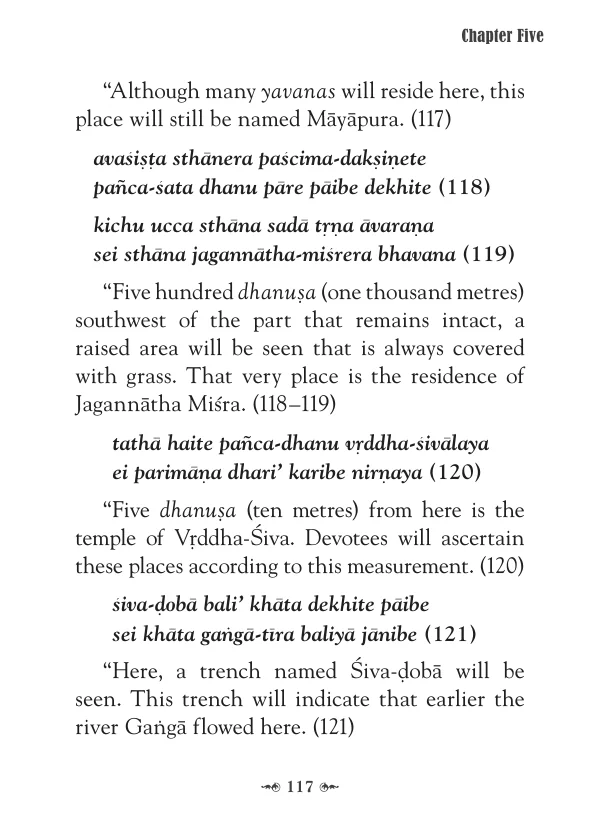 Chapter Five
“Although many yavanas will reside here, this
place will still be named Māyāpura. (117)
avaśiṣṭa sthānera paścima-dakṣiṇete
pañca-śata dhanu pāre pāibe dekhite (118)
kichu ucca sthāna sadā tṛṇa āvaraṇa
sei sthāna jagannātha-miśrera bhavana (119)
“Five hundred dhanuṣa (one thousand metres)
southwest of the part that remains intact, a
raised area will be seen that is always covered
with grass. That very place is the residence of
Jagannātha Miśra. (118–119)
tathā haite pañca-dhanu vṛddha-śivālaya
ei parimāṇa dhari’ karibe nirṇaya (120)
“Five dhanuṣa (ten metres) from here is the
temple of Vṛddha-Śiva. Devotees will ascertain
these places according to this measurement. (120)
śiva-ḍobā bali’ khāta dekhite pāibe
sei khāta gaṅgā-tīra baliyā jānibe (121)
“Here, a trench named Śiva-ḍobā will be
seen. This trench will indicate that earlier the
river Gaṅgā flowed here. (121)
117